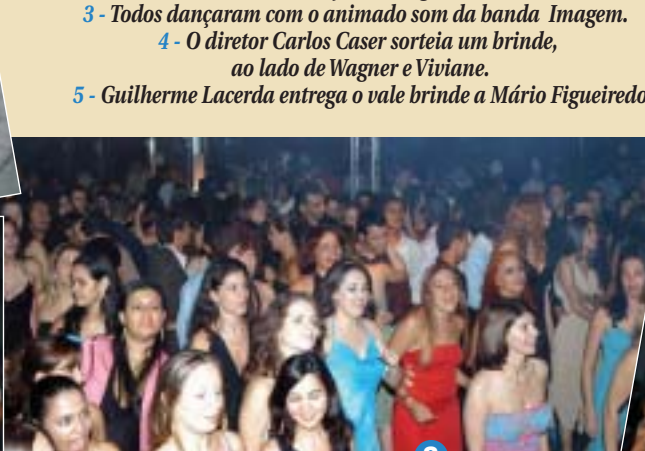 3 - Todos dançaram com o animado som da banda Imagem.
4 - O diretor Carlos Caser sorteia um brinde,
ao lado de Wagner e Viviane.
5 - Guilherme Lacerda entrega o vale brinde a Mário Figueiredo